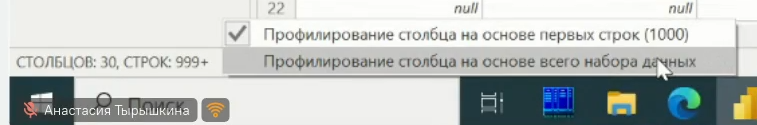 22 null null
Профилирование столбца на основе первых строк (1000)
СТОЛБЦОВ: 30, СТРОК: 999+
Профилирование столбца на основе всего набора данных
Поиск
Анастасия Тырышкина